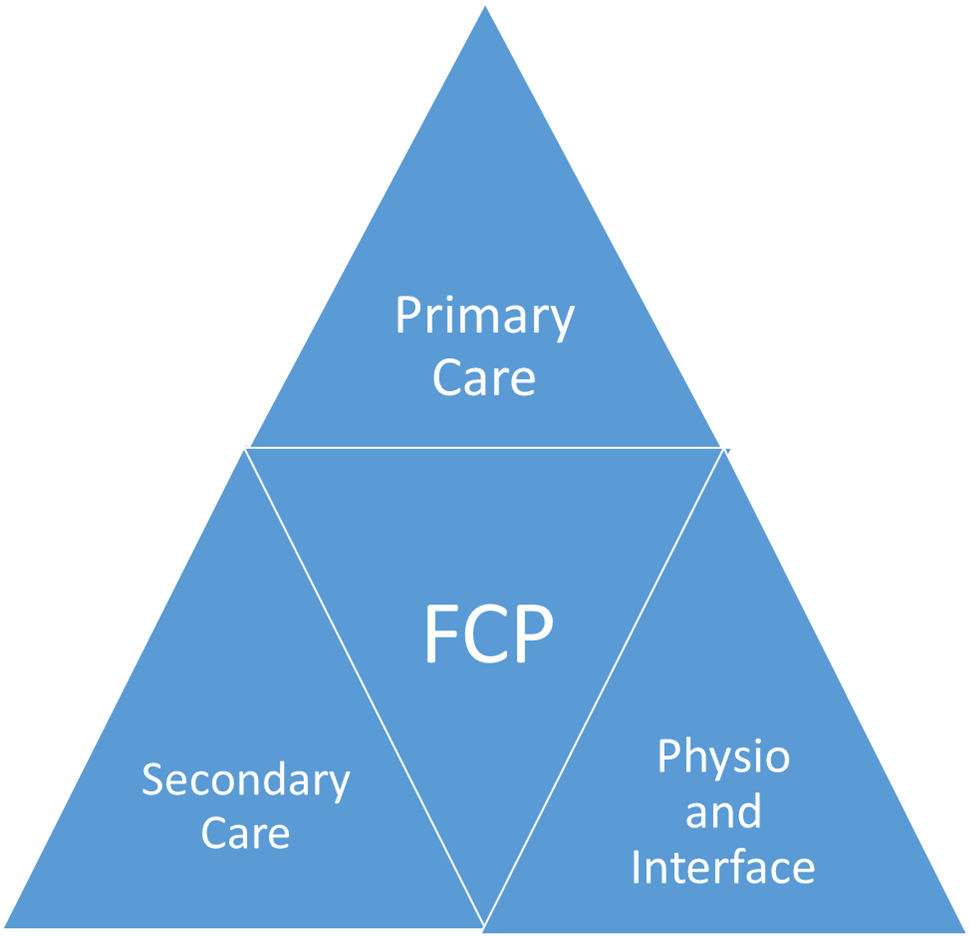 Primary
Care
FCP
Secondary
Care
Physio
and
Interface